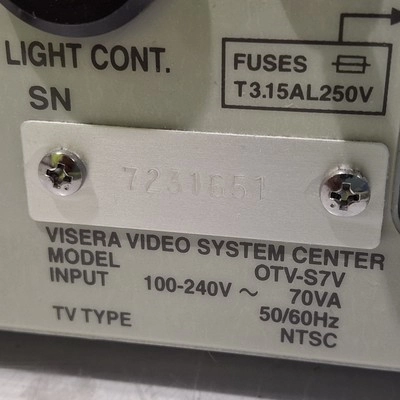 LIGHT CONT.
FUSES
T3.15AL250V
SN
VISERA VIDEO SYSTEM CENTER
MODEL OTV-S7V
INPUT 100-240V ~ 70VA
50/60Hz
TV TYPE NTSC